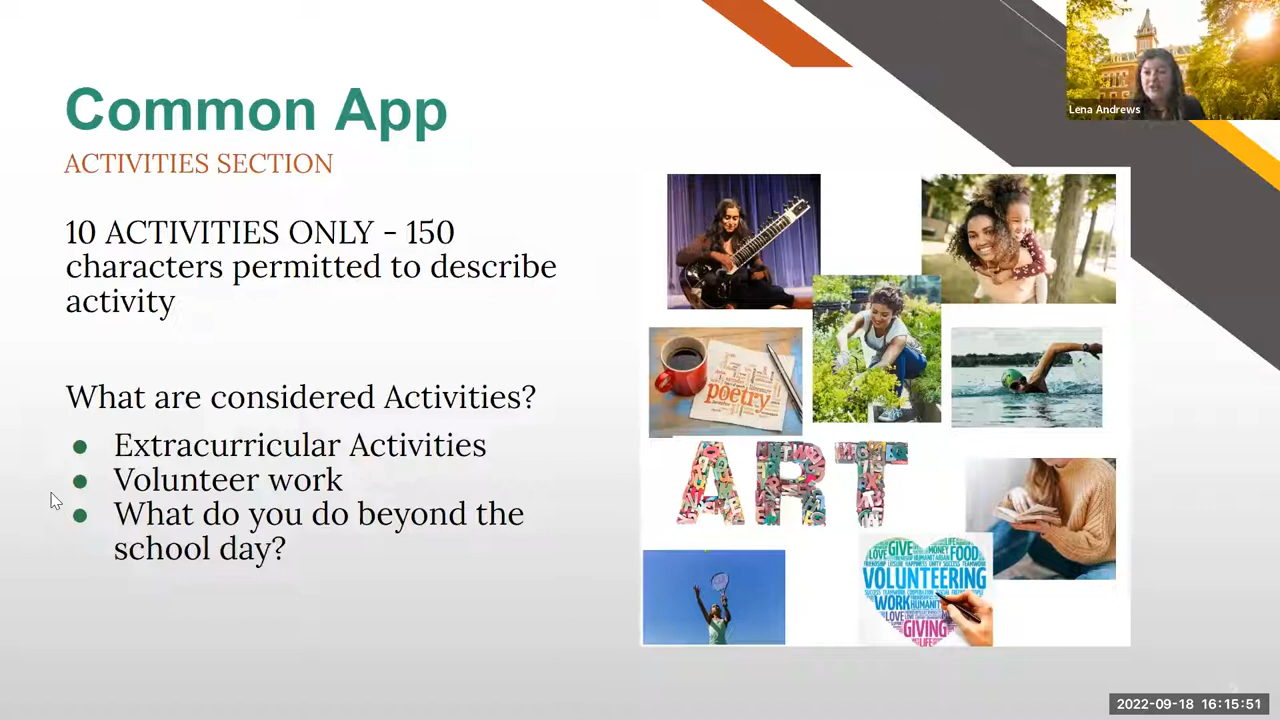 Common App
ACTIVITIES SECTION
10 ACTIVITIES ONLY - 150
characters permitted to describe
activity
What are considered Activities?
● Extracurricular Activities
● Volunteer work
● What do you do beyond the
school day?
Lena Andrews
poetry
ART
LOVE GIVE MONEY FOOD
VOLUNTEERING
WORK HUMANITY
LOVE
GIVING
LIFE
2022-09-18 16:15:51